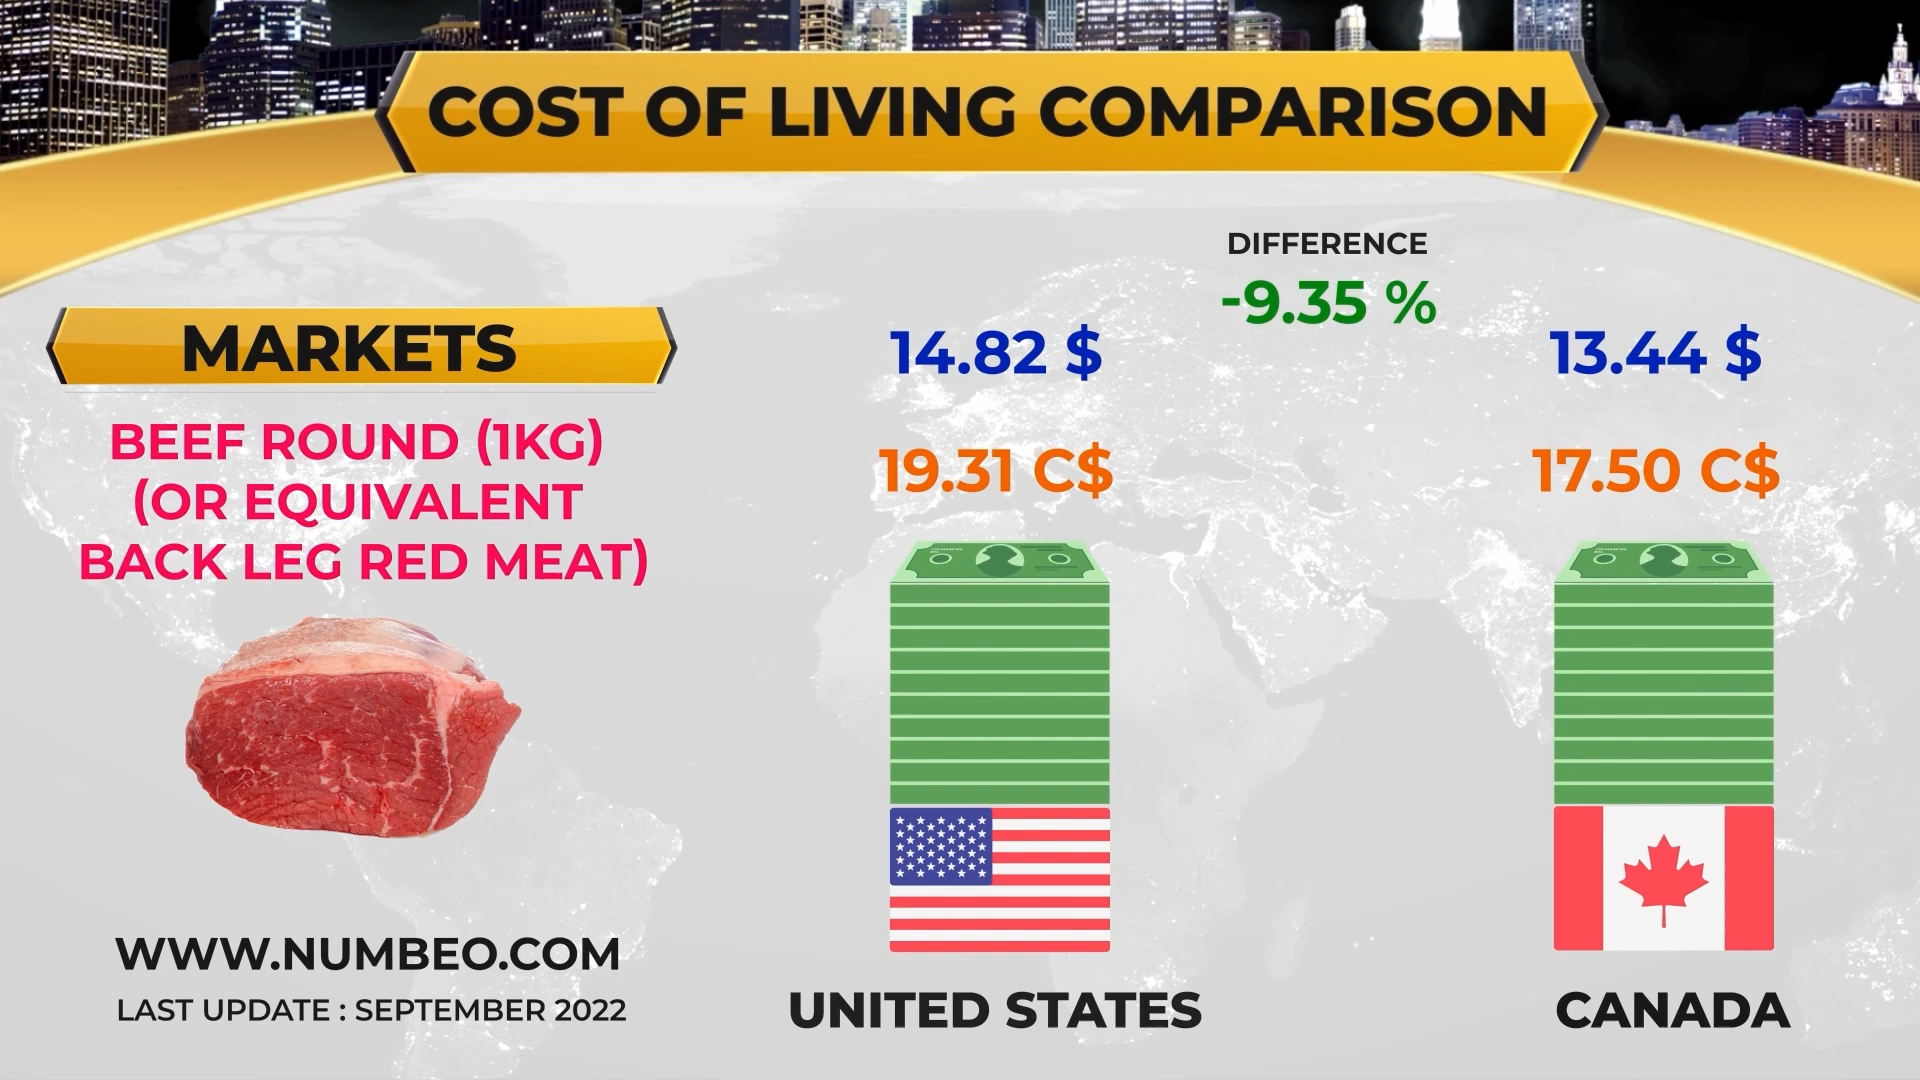 COST OF LIVING COMPARISON
DIFFERENCE
-9.35 %
MARKETS
14.82 $
13.44 $
BEEF ROUND (1KG)
(OR EQUIVALENT
BACK LEG RED MEAT)
19.31 C$
17.50 C$
WWW.NUMBEO.COM
LAST UPDATE : SEPTEMBER 2022
UNITED STATES
CANADA